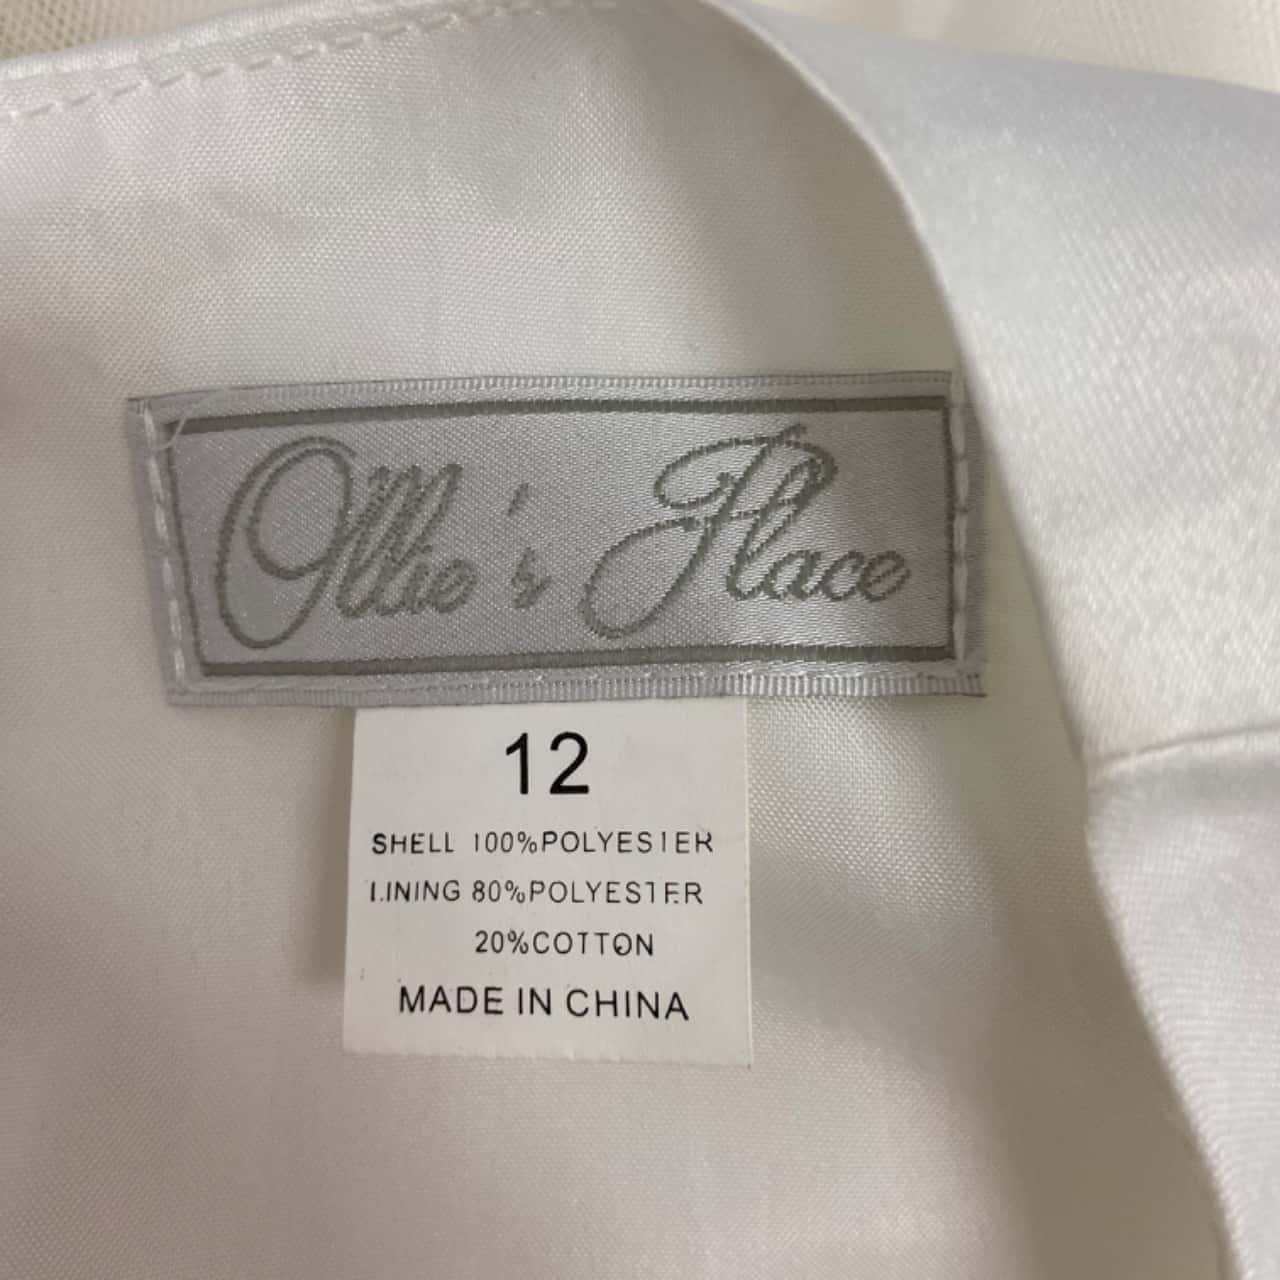 Ollie's Place
12
SHELL 100%POLYESTER
LINING 80%POLYESTER
20%COTTON
MADE IN CHINA